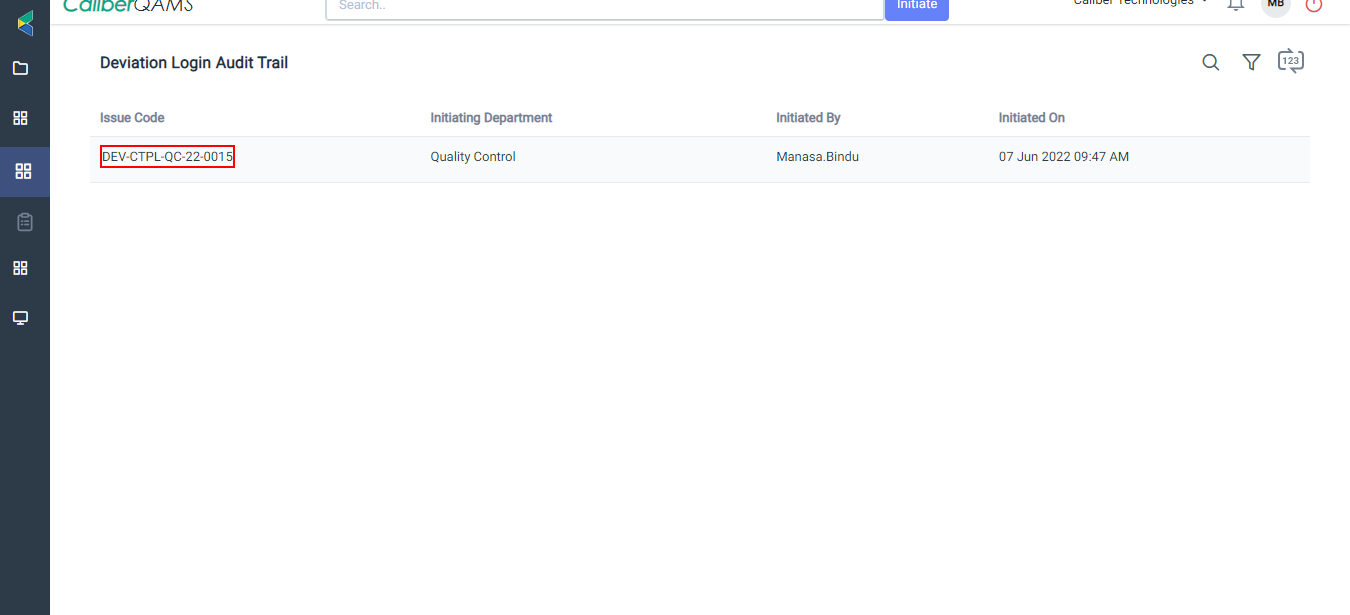 CaliberQAMS
Search..
Initiate
Caliber Technologies
MB
Deviation Login Audit Trail
123
Issue Code Initiating Department Initiated By Initiated On
DEV-CTPL-QC-22-0015 Quality Control Manasa.Bindu 07 Jun 2022 09:47 AM